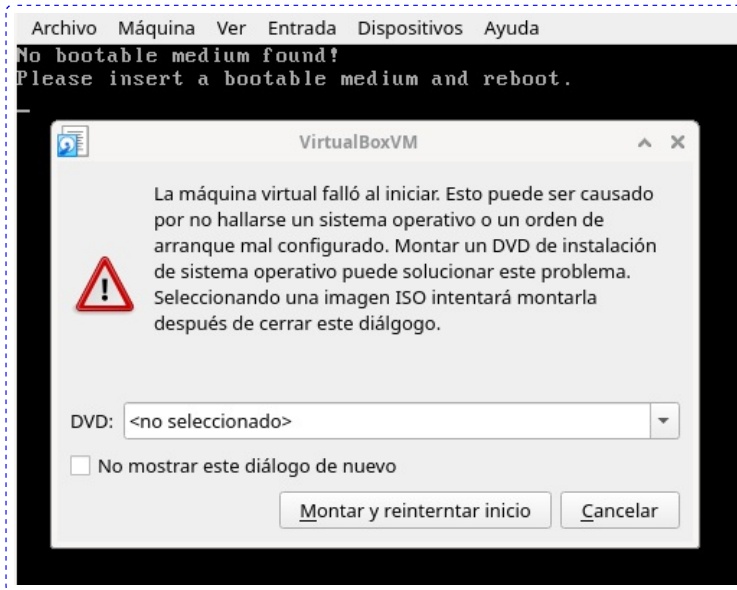 Archivo Máquina Ver Entrada Dispositivos Ayuda
No bootable medium found!
Please insert a bootable medium and reboot.
_
VirtualBoxVM
La máquina virtual falló al iniciar. Esto puede ser causado
por no hallarse un sistema operativo o un orden de
arranque mal configurado. Montar un DVD de instalación
de sistema operativo puede solucionar este problema.
Seleccionando una imagen ISO intentará montarla
después de cerrar este diálgogo.
DVD: <no seleccionado>
No mostrar este diálogo de nuevo
Montar y reinterntar inicio Cancelar